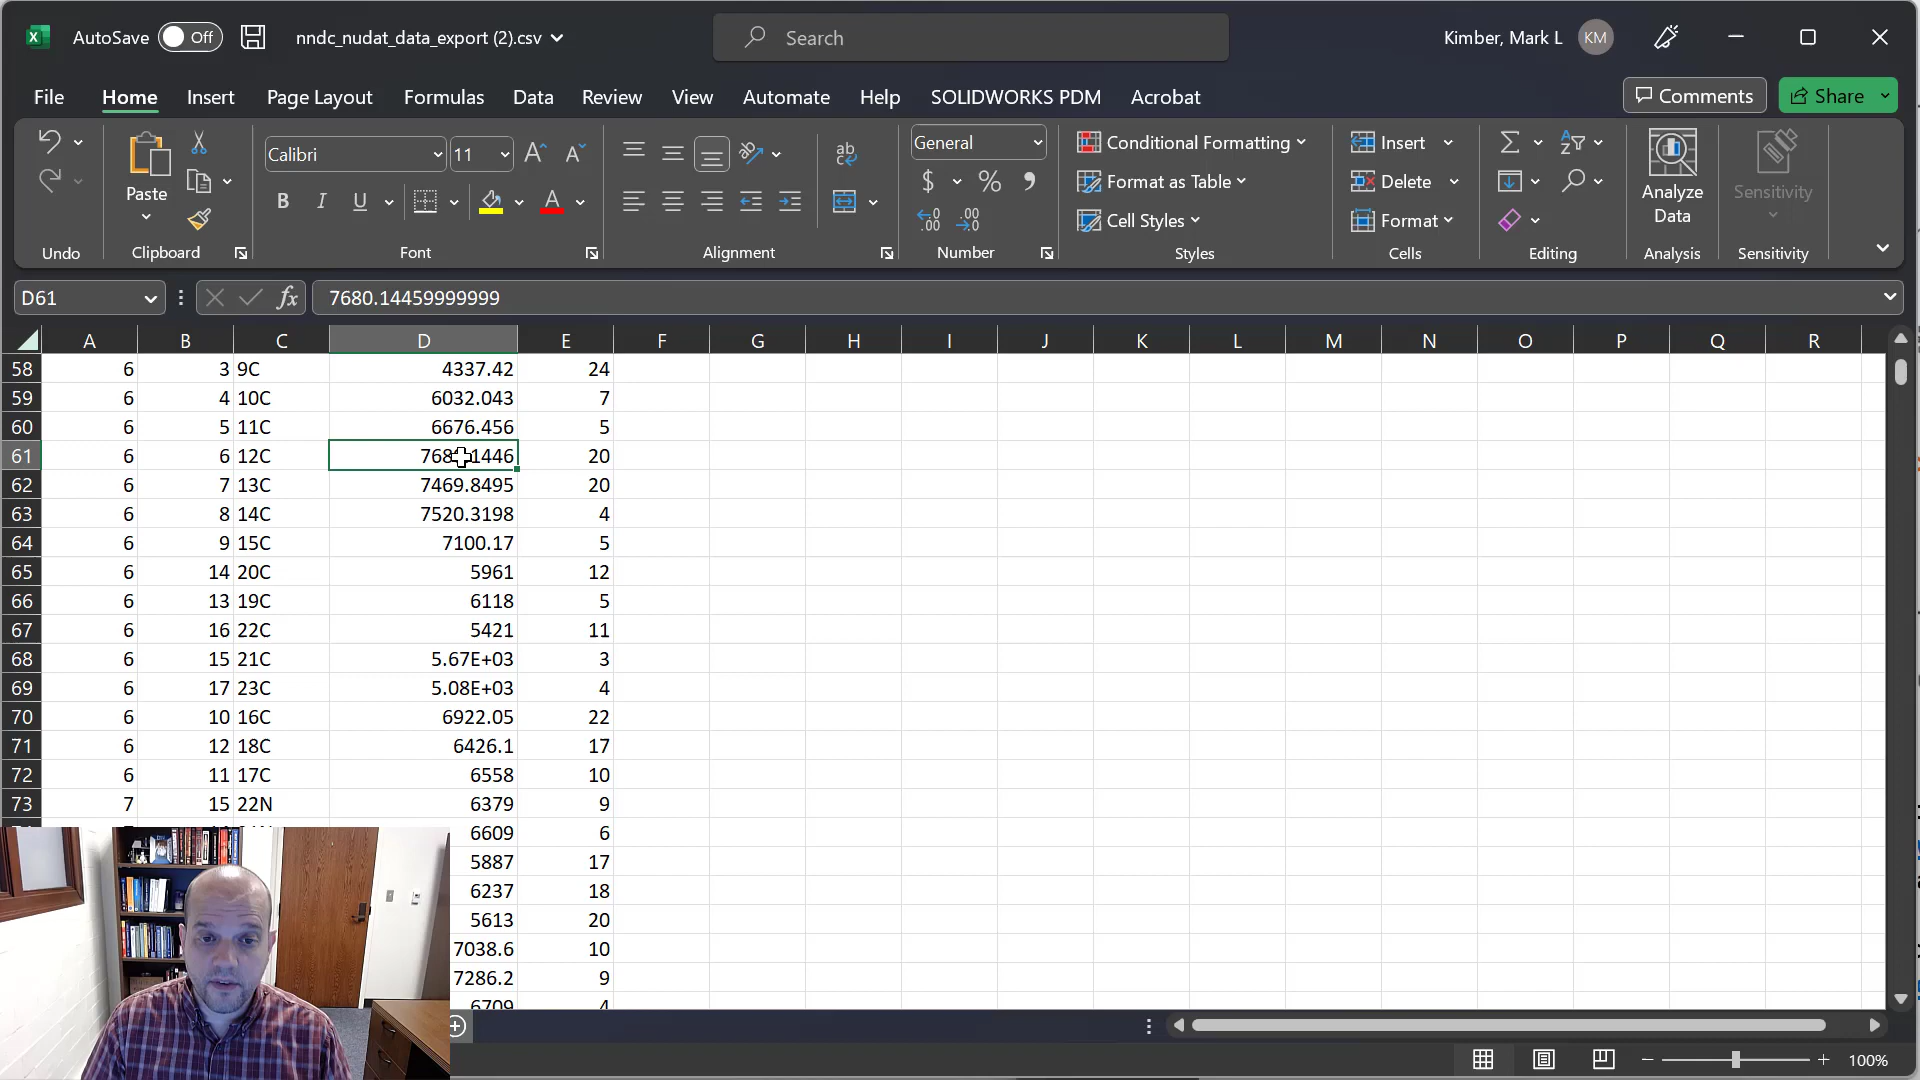 AutoSave Off nndc_nudat_data_export (2).csv Search Kimber, Mark L KM
File Home Insert Page Layout Formulas Data Review View Automate Help SOLIDWORKS PDM Acrobat Comments Share
Paste Calibri 11 General Conditional Formatting Insert
Format as Table Delete
Cell Styles Format
B I U
Analyze Data
Sensitivity
Undo Clipboard Font Alignment Number Styles Cells Editing Analysis Sensitivity
D61 fx 7680.14459999999
A B C D E F G H I J K L M N O P Q R
58 6 3 9C 4337.42 24
59 6 4 10C 6032.043 7
60 6 5 11C 6676.456 5
61 6 6 12C 1446 20
62 6 7 13C 7469.8495 20
63 6 8 14C 7520.3198 4
64 6 9 15C 7100.17 5
65 6 14 20C 5961 12
66 6 13 19C 6118 5
67 6 16 22C 5421 11
68 6 15 21C 5.67E+03 3
69 6 17 23C 5.08E+03 4
70 6 10 16C 6922.05 22
71 6 12 18C 6426.1 17
72 6 11 17C 6558 10
73 7 15 22N 6379 9
6609 6
5887 17
6237 18
5613 20
7038.6 10
7286.2 9
6709 4
100%